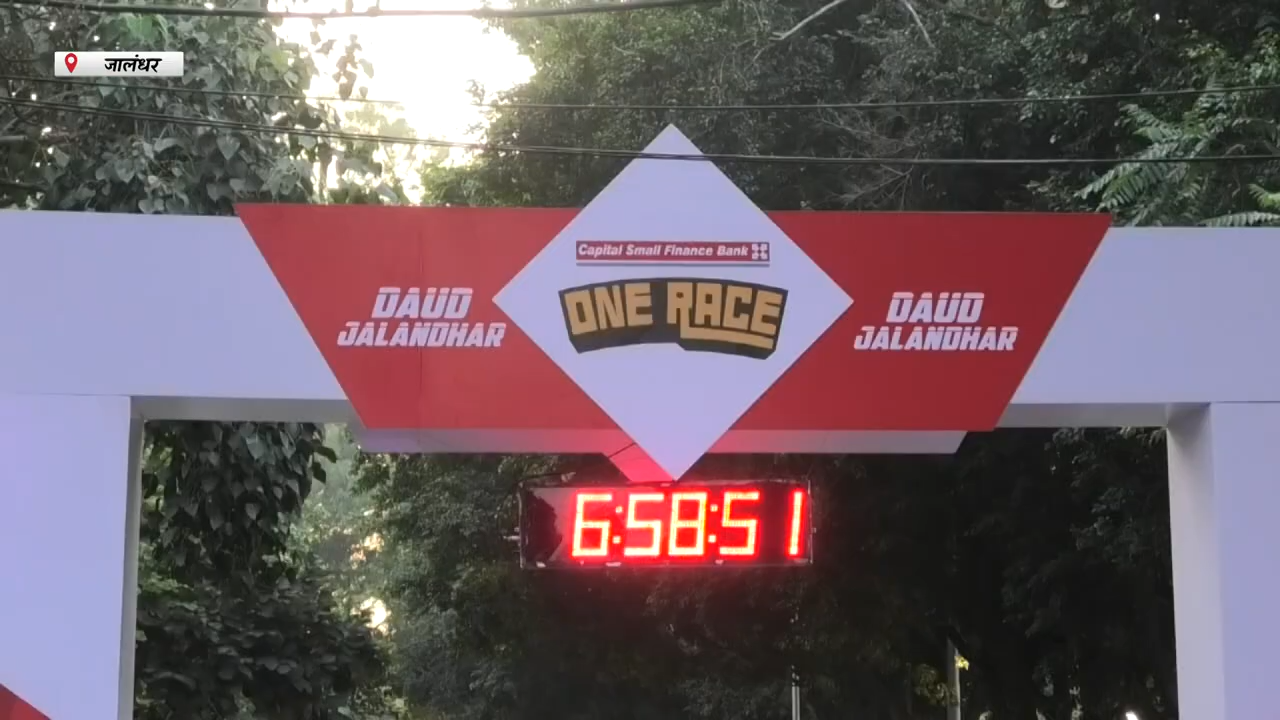 जालंधर
Capital Small Finance Bank
ONE RACE
DAUD
JALANDHAR
DAUD
JALANDHAR
6:58:51